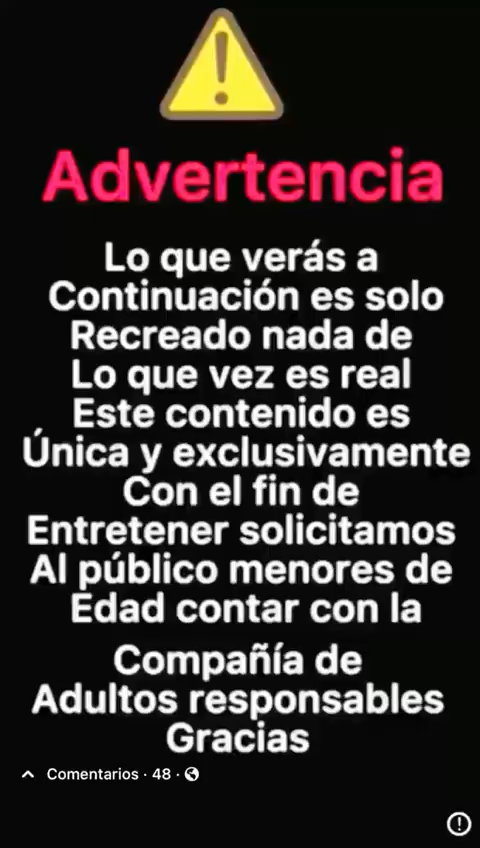 Advertencia
Lo que verás a
Continuación es solo
Recreado nada de
Lo que vez es real
Este contenido es
Única y exclusivamente
Con el fin de
Entretener solicitamos
Al público menores de
Edad contar con la
Compañía de
Adultos responsables
Gracias
Comentarios · 48 ·